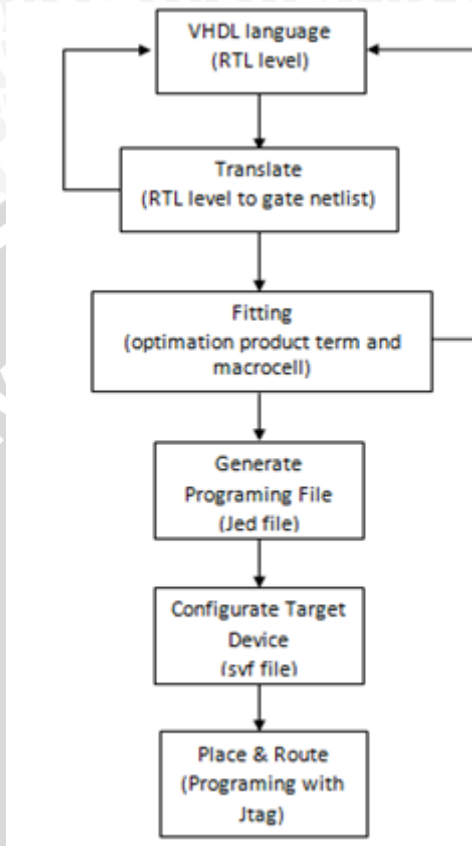 VHDL language
(RTL level)
Translate
(RTL level to gate netlist)
Fitting
(optimation product term and
macrocell)
Generate
Programing File
(Jed file)
Configurate Target
Device
(svf file)
Place & Route
(Programing with
Jtag)